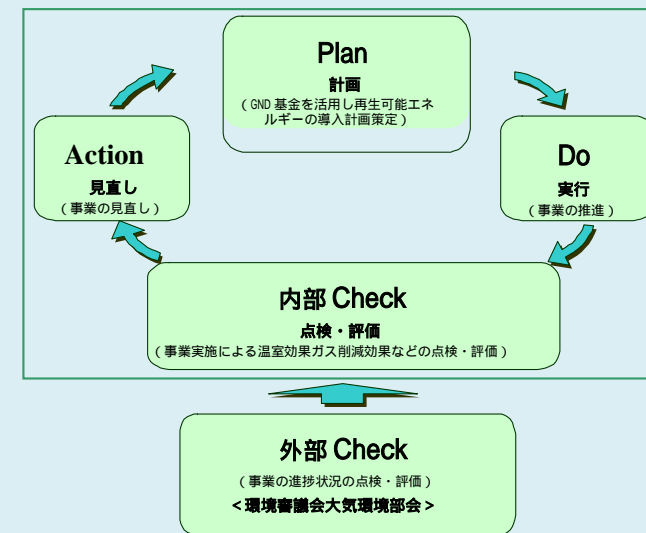 Plan
計画
（GND 基金を活用し再生可能エネ
ルギーの導入計画策定）
Action
見直し
（事業の見直し）
Do
実行
（事業の推進）
内部 Check
点検・評価
（事業実施による温室効果ガス削減効果などの点検・評価）
外部 Check
（事業の進捗状況の点検・評価）
＜環境審議会大気環境部会＞